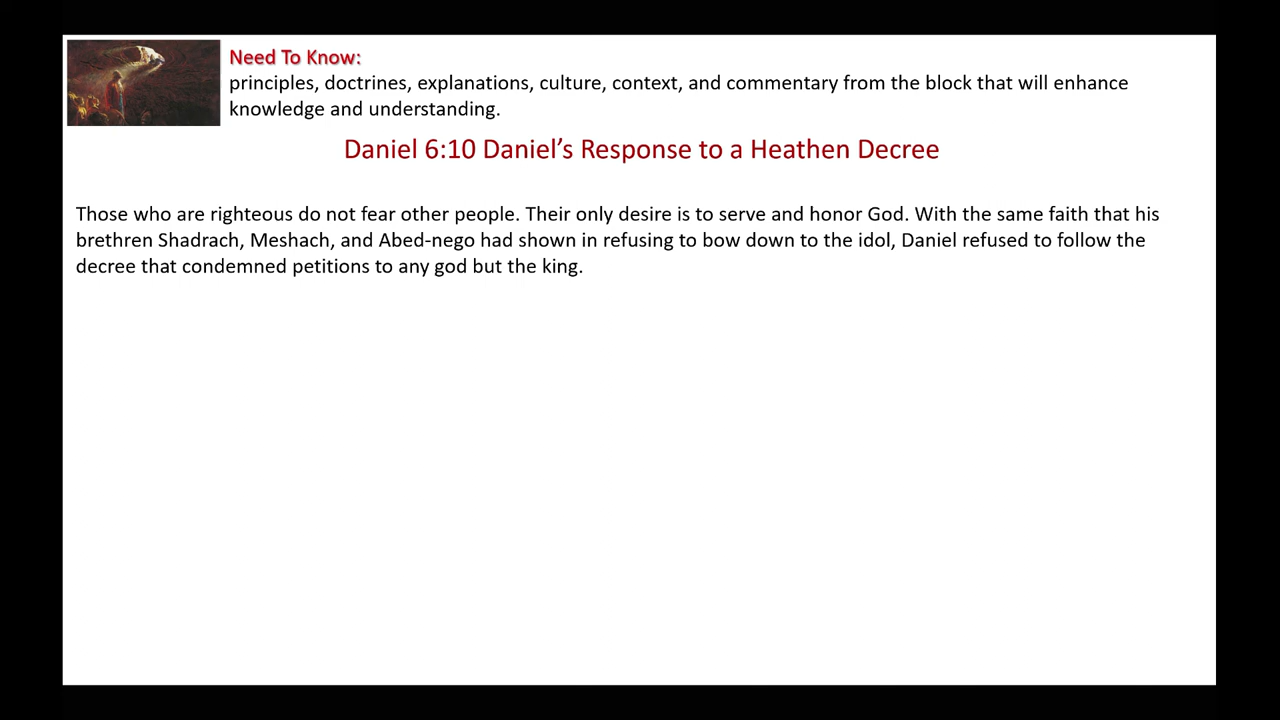 Need To Know:
principles, doctrines, explanations, culture, context, and commentary from the block that will enhance
knowledge and understanding.
Daniel 6:10 Daniel’s Response to a Heathen Decree
Those who are righteous do not fear other people. Their only desire is to serve and honor God. With the same faith that his
brethren Shadrach, Meshach, and Abed-nego had shown in refusing to bow down to the idol, Daniel refused to follow the
decree that condemned petitions to any god but the king.